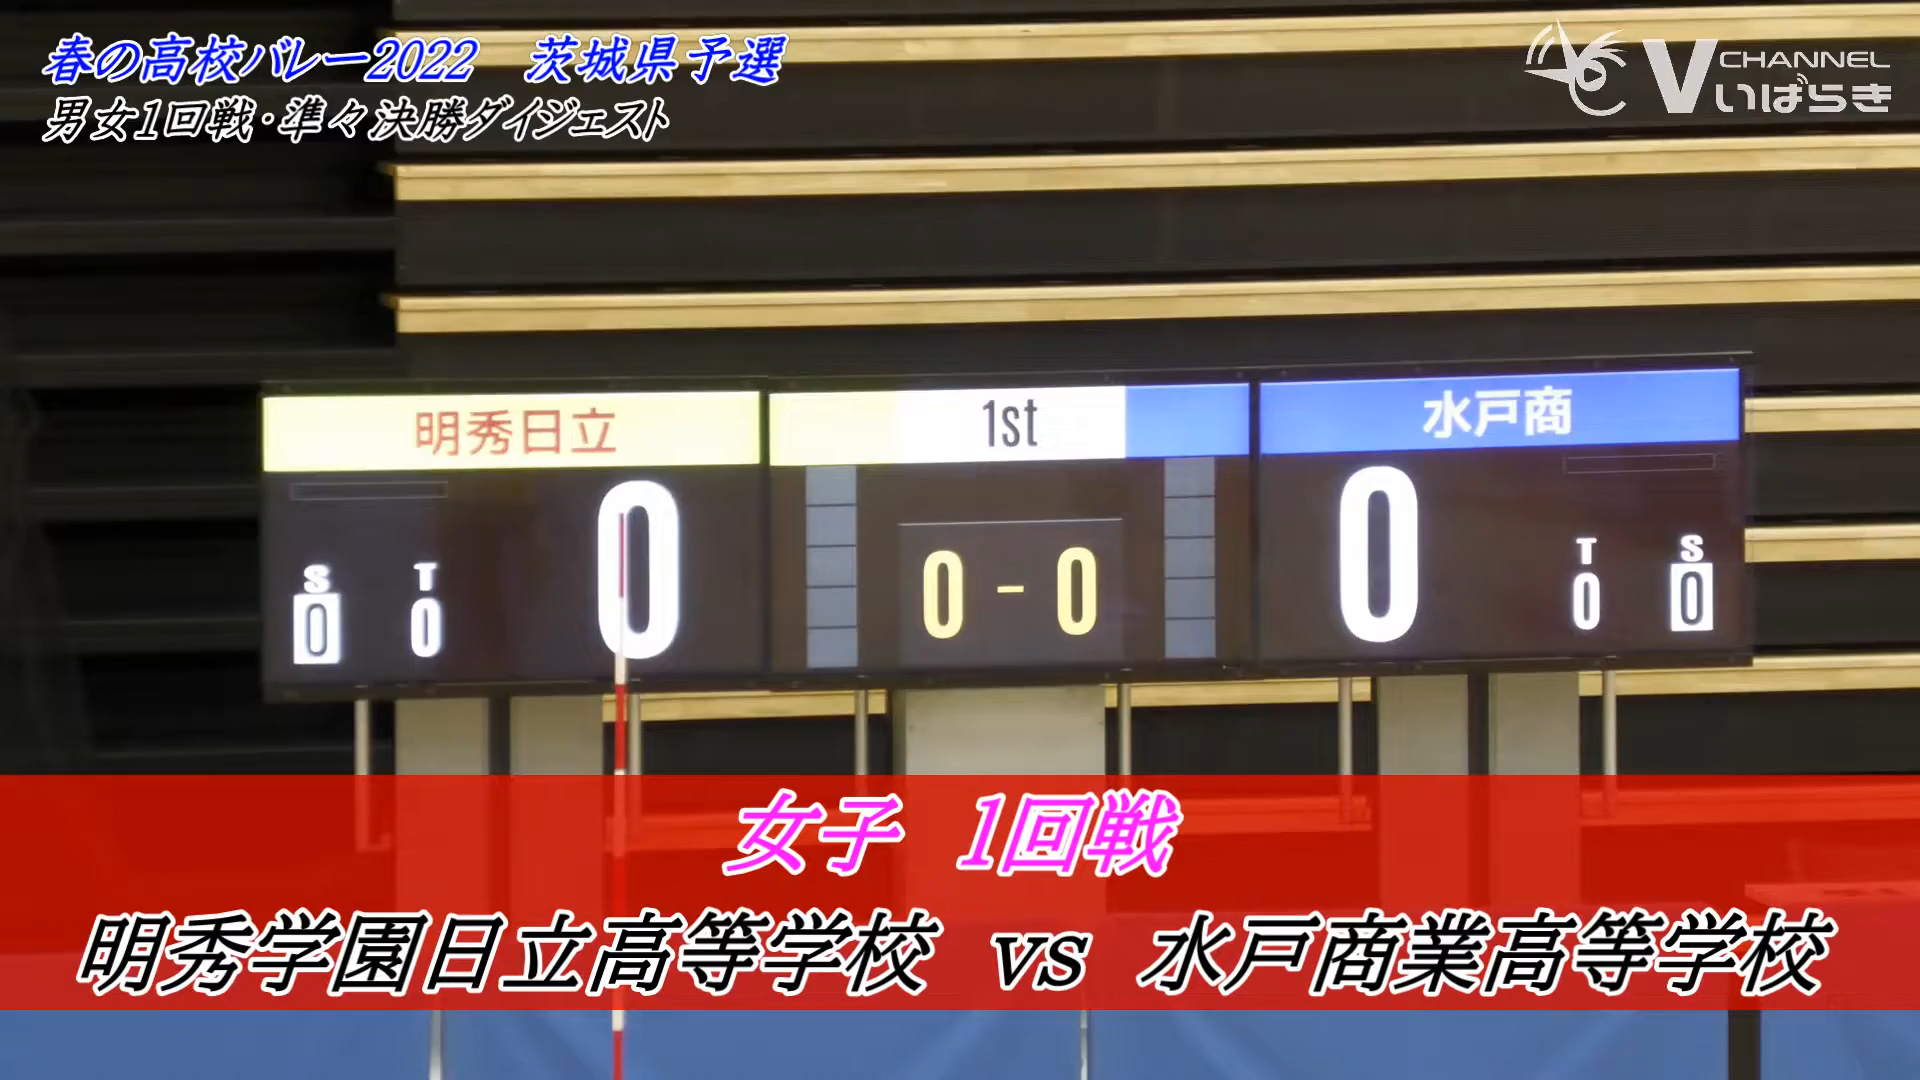 春の高校バレー2022 茨城県予選
男女1回戦・準々決勝ダイジェスト
CHANNEL
Vいばらき
明秀日立 1st 水戸商
S T 0 0 - 0 0 T S
0 0 0 0
女子 1回戦
明秀学園日立高等学校 vs 水戸商業高等学校